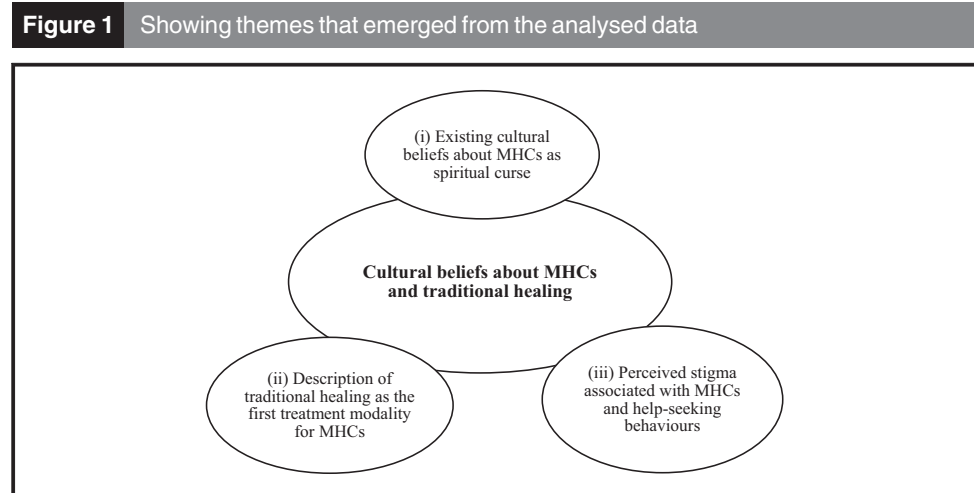 Figure 1 Showing themes that emerged from the analysed data
(i) Existing cultural
beliefs about MHCs as
spiritual curse
Cultural beliefs about MHCs
and traditional healing
(ii) Description of
traditional healing as the
first treatment modality
for MHCs
(iii) Perceived stigma
associated with MHCs
and help-seeking
behaviours